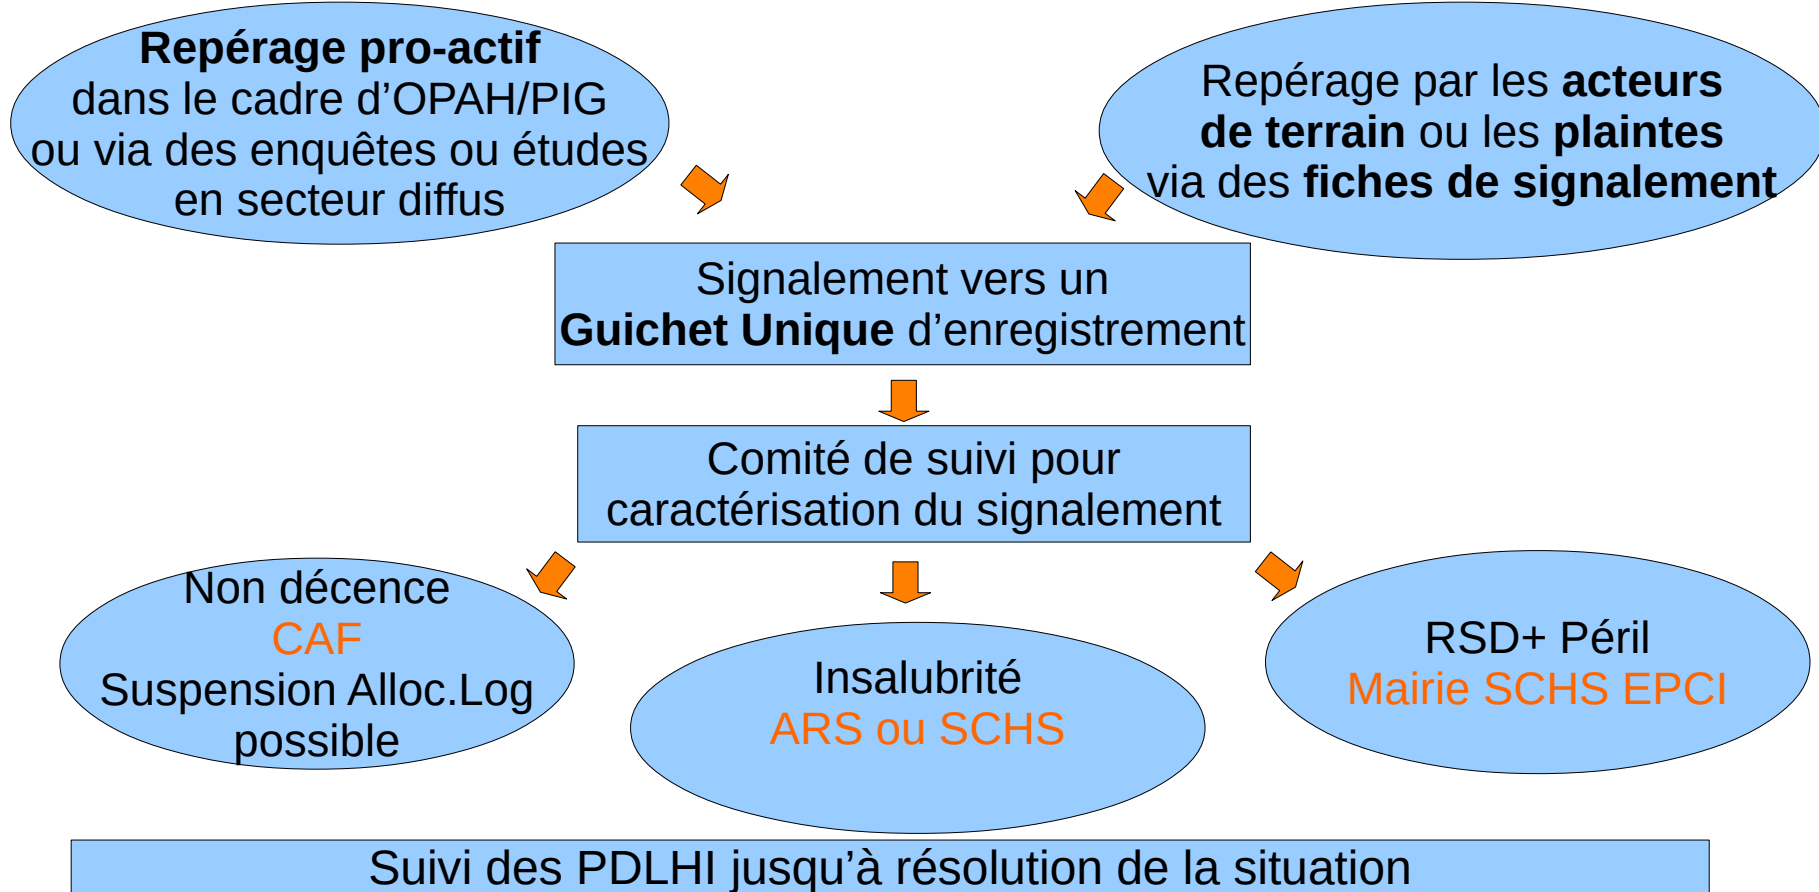 Repérage pro-actif
dans le cadre d’OPAH/PIG
ou via des enquêtes ou études
en secteur diffus
Repérage par les acteurs
de terrain ou les plaintes
via des fiches de signalement
Signalement vers un
Guichet Unique d’enregistrement
Comité de suivi pour
caractérisation du signalement
Non décence
CAF
Suspension Alloc.Log
possible
Insalubrité
ARS ou SCHS
RSD+ Péril
Mairie SCHS EPCI
Suivi des PDLHI jusqu’à résolution de la situation